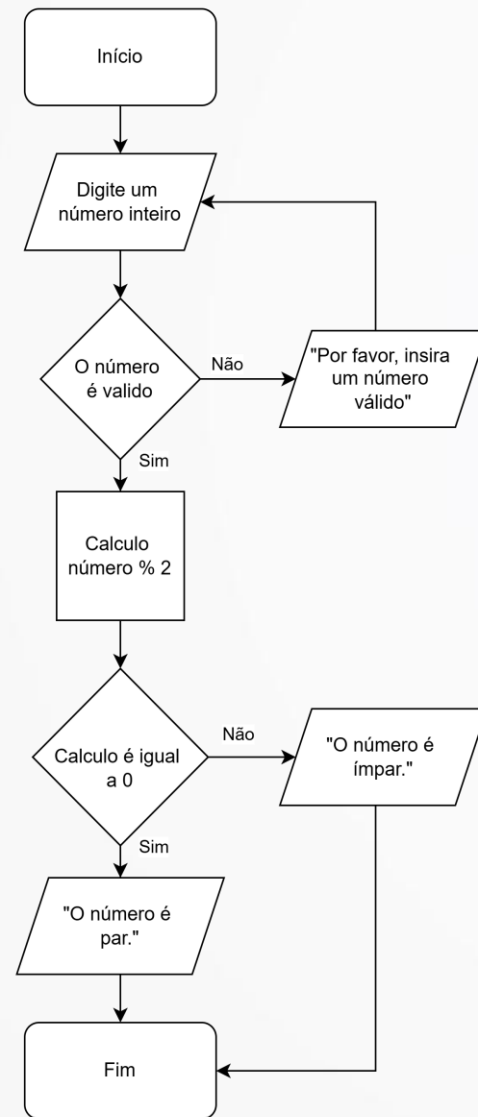 Início
Digite um
número inteiro
O número
é valido
Não
"Por favor, insira
um número
válido"
Sim
Calculo
número % 2
Calculo é igual
a 0
Não
"O número é
ímpar."
Sim
"O número é
par."
Fim